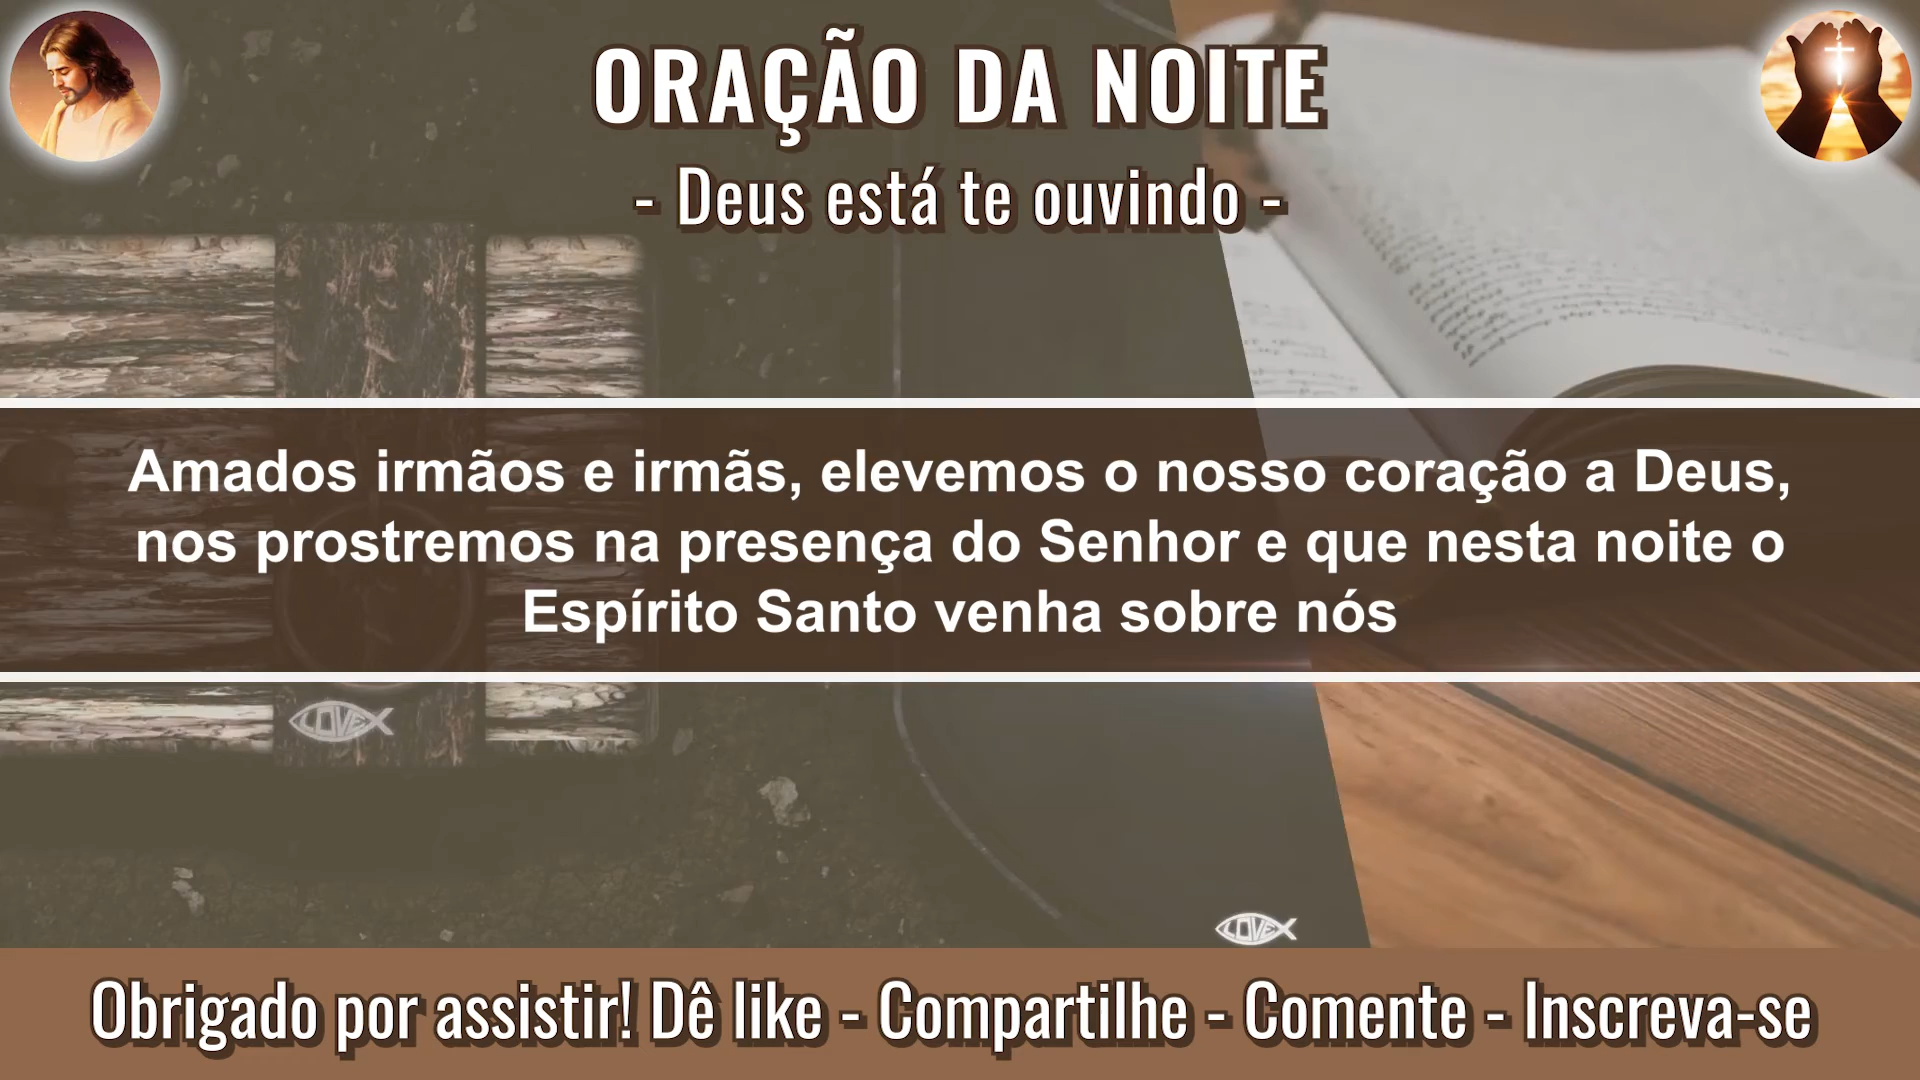 ORAÇÃO DA NOITE
- Deus está te ouvindo -
Amados irmãos e irmãs, elevemos o nosso coração a Deus,
nos prostremos na presença do Senhor e que nesta noite o
Espírito Santo venha sobre nós
LOVE
LOVE
Obrigado por assistir! Dê like - Compartilhe - Comente - Inscreva-se